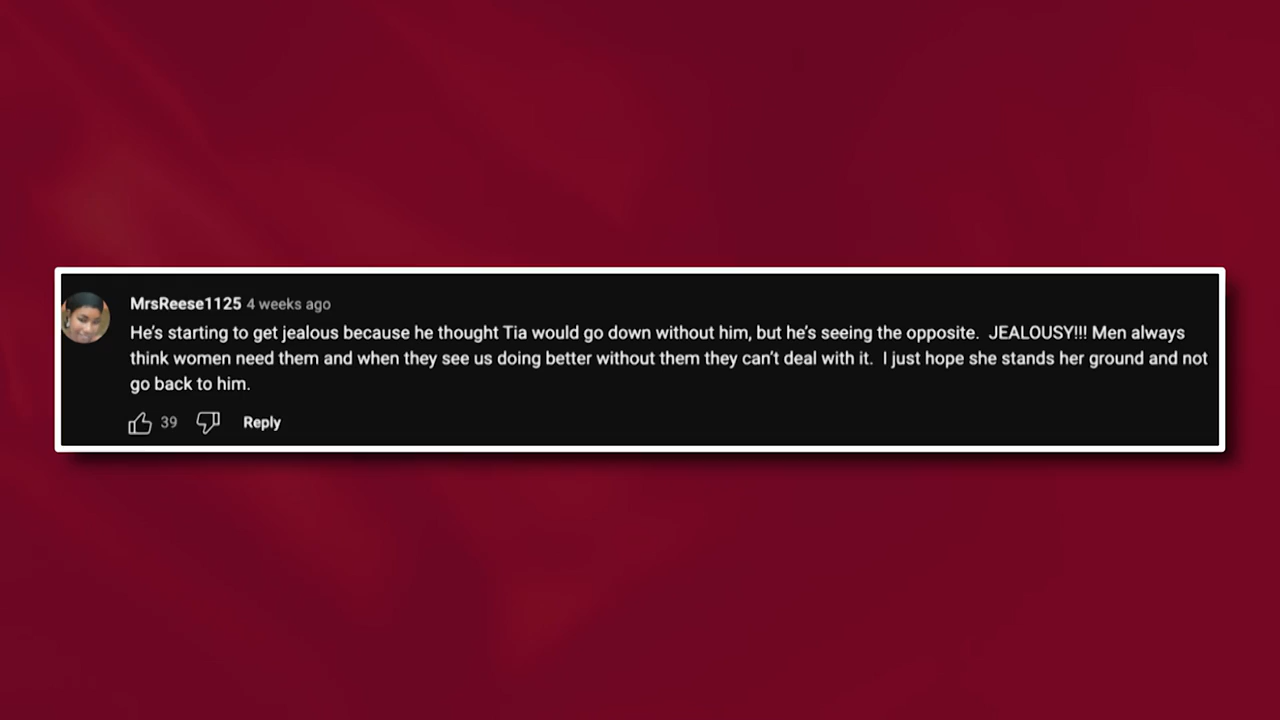 MrsReese1125 4 weeks ago
He's starting to get jealous because he thought Tia would go down without him, but he's seeing the opposite.  JEALOUSY!!! Men always
think women need them and when they see us doing better without them they can't deal with it.  I just hope she stands her ground and not
go back to him.
39 Reply